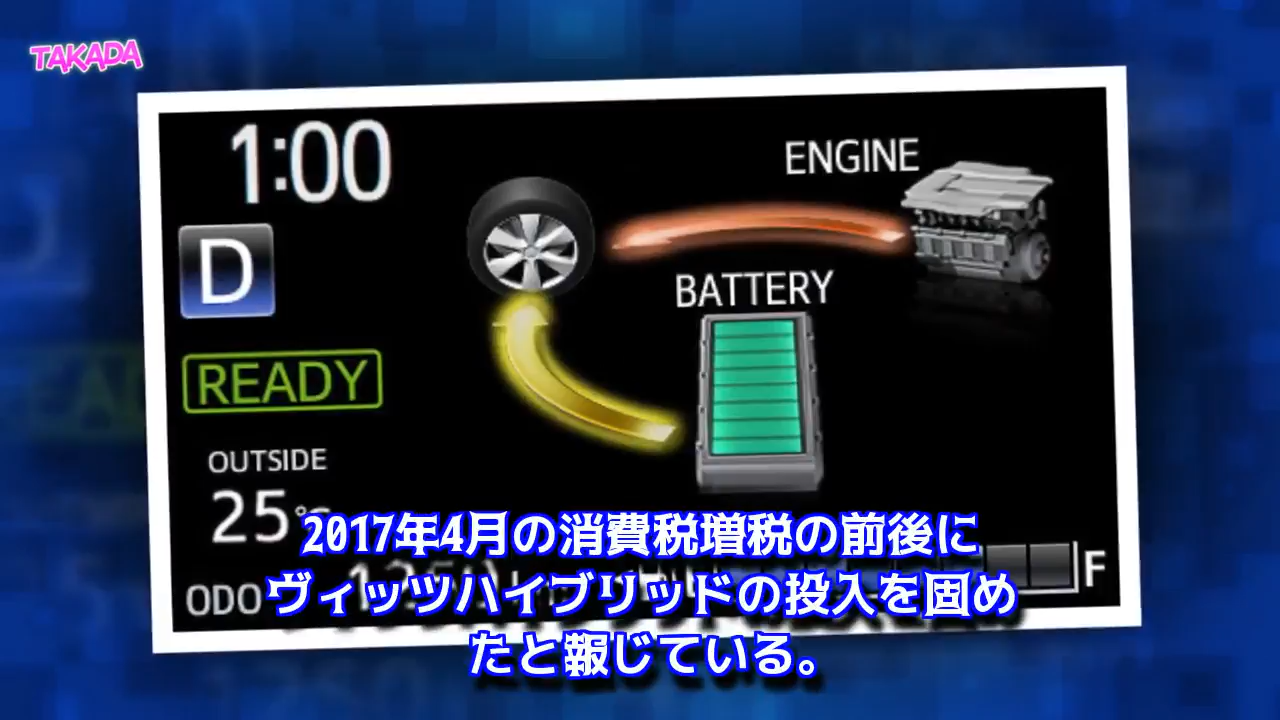 TAKADA
1:00
ENGINE
D
BATTERY
READY
OUTSIDE
25
2017年4月の消費税増税の前後に
F
ODO
ヴィッツハイブリッドの投入を固め
たと報じている。